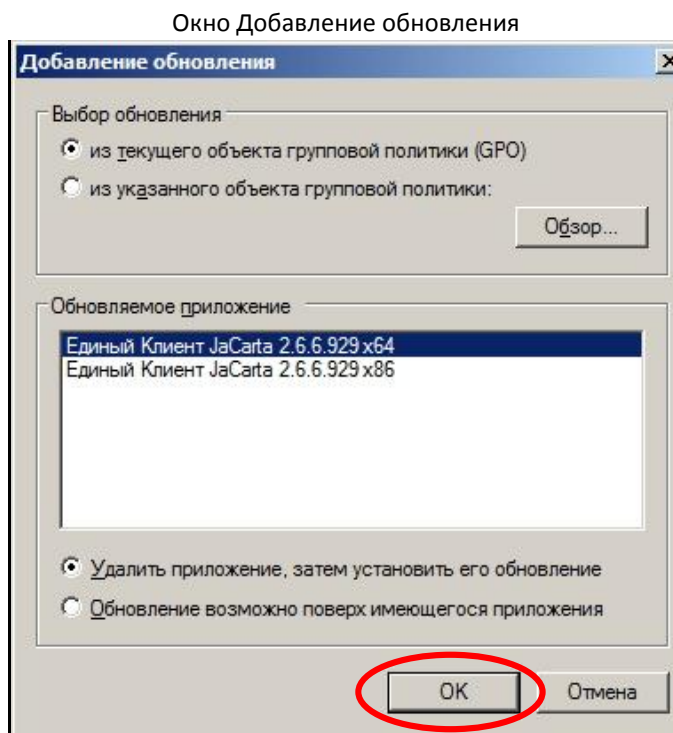 Окно Добавление обновления
Добавление обновления
Выбор обновления
из текущего объекта групповой политики (GPO)
из указанного объекта групповой политики:
Обзор...
Обновляемое приложение
Единый Клиент JaCarta 2.6.6.929 x64
Единый Клиент JaCarta 2.6.6.929 x86
Удалить приложение, затем установить его обновление
Обновление возможно поверх имеющегося приложения
OK
Отмена